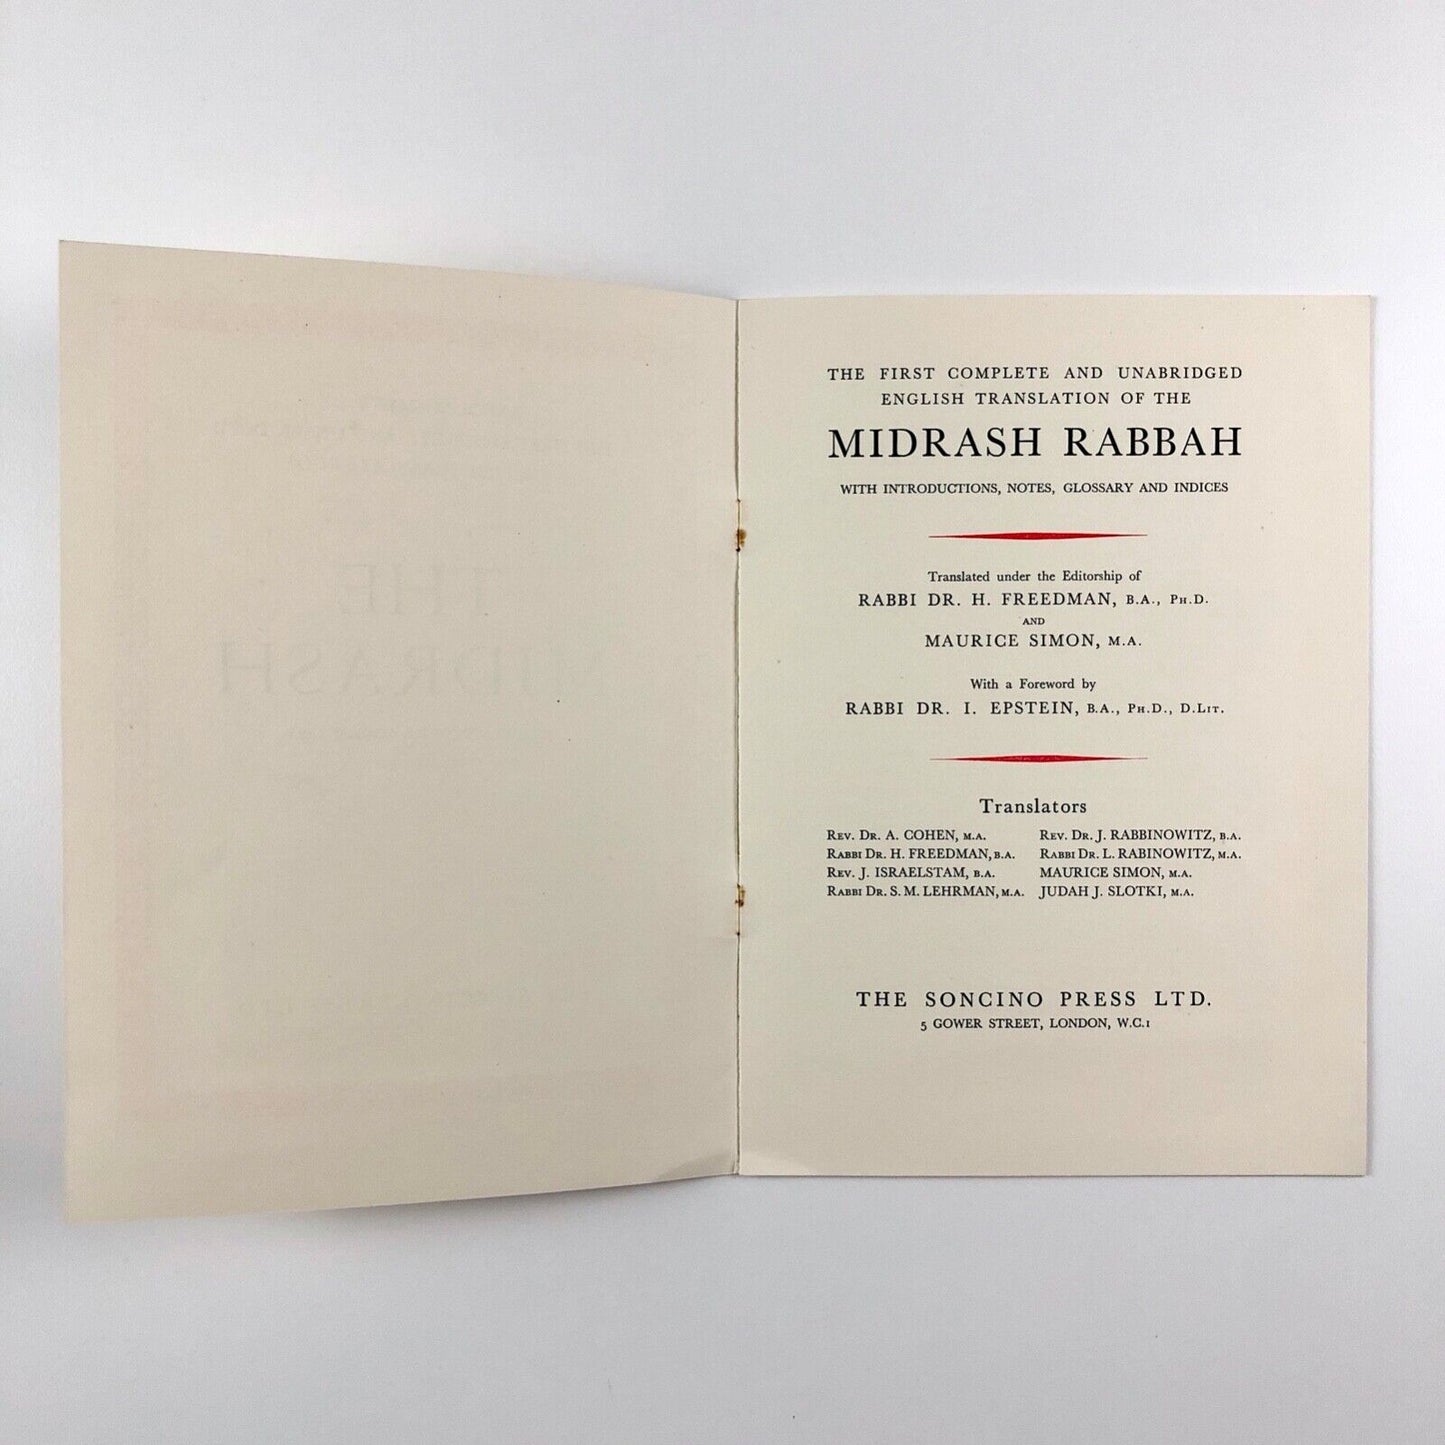 THE FIRST COMPLETE AND UNABRIDGED
ENGLISH TRANSLATION OF THE
MIDRASH RABBAH
WITH INTRODUCTIONS, NOTES, GLOSSARY AND INDICES
Translated under the Editorship of
RABBI DR. H. FREEDMAN, B.A., PH.D.
AND
MAURICE SIMON, M.A.
With a Foreword by
RABBI DR. I. EPSTEIN, B.A., PH.D., D.LIT.
Translators
REV. DR. A. COHEN, M.A.
RABBI DR. H. FREEDMAN, B.A.
REV. J. ISRAELSTAM, B.A.
RABBI DR. S. M. LEHRMAN, M.A.
REV. DR. J. RABBINOWITZ, B.A.
RABBI DR. L. RABINOWITZ, M.A.
MAURICE SIMON, M.A.
JUDAH J. SLOTKI, M.A.
THE SONCINO PRESS LTD.
5 GOWER STREET, LONDON, W.C.1